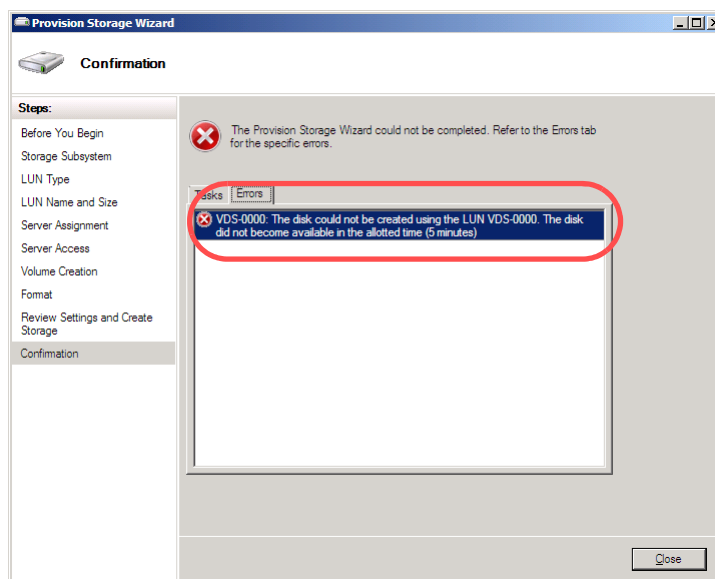 Provision Storage Wizard
Confirmation
Steps:
Before You Begin
Storage Subsystem
LUN Type
LUN Name and Size
Server Assignment
Server Access
Volume Creation
Format
Review Settings and Create
Storage
Confirmation
The Provision Storage Wizard could not be completed. Refer to the Errors tab
for the specific errors.
Tasks Errors
VDS-0000: The disk could not be created using the LUN VDS-0000. The disk
did not become available in the allotted time (5 minutes)
Close